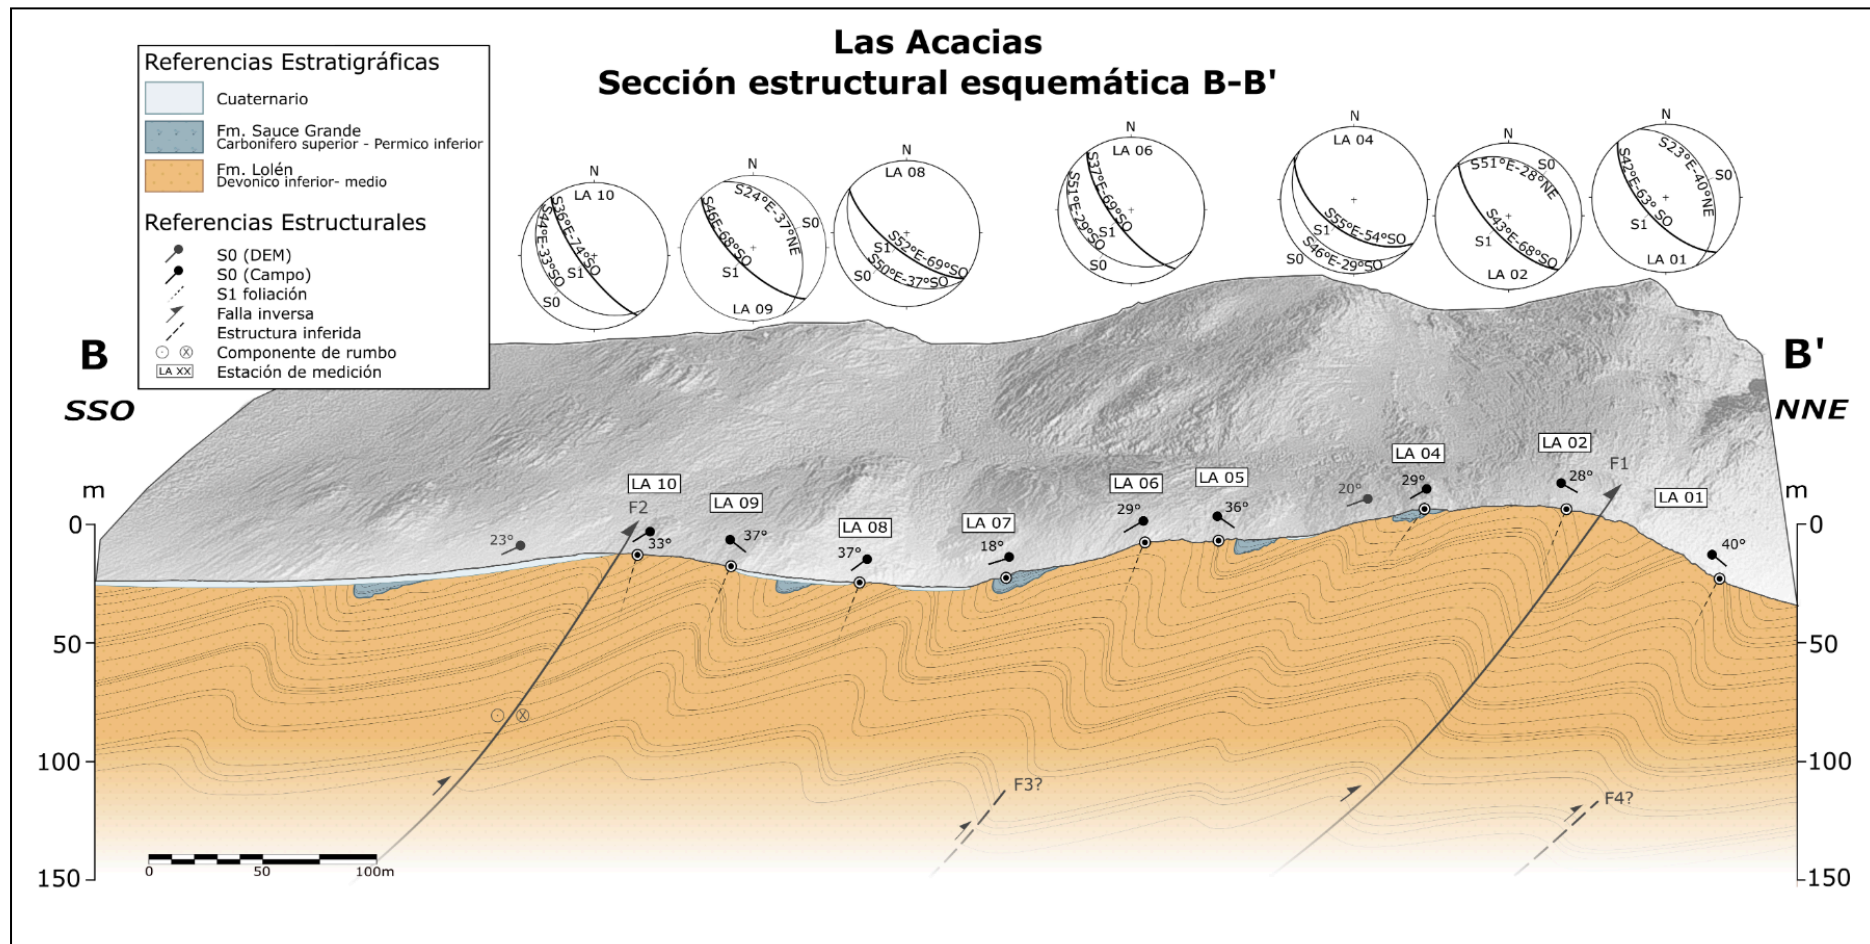 Las Acacias
Sección estructural esquemática B-B'
Referencias Estratigráficas
Cuaternario
Fm. Sauce Grande
Carbonifero superior - Permico inferior
Fm. Lolén
Devonico inferior- medio
Referencias Estructurales
S0 (DEM)
S0 (Campo)
S1 foliación
Falla inversa
Estructura inferida
Componente de rumbo
LA XX
Estación de medición
N
LA 10
S36°E-74°SO
S44°E-33°SO
S1
S0
N
S24°E-37°NE
S46E-68°SO
S0
S1
LA 09
N
LA 08
S52°E-69°SO
S1
S50°E-37°SO
S0
N
LA 06
S37°E-69°SO
S51°E-29°SO
S1
S0
N
LA 04
S55°E-54°SO
S1
S46°E-29°SO
S0
N
S51°E-28°NE
S0
S43°E-68°SO
S1
LA 02
N
S23°E-40°NE
S42°E-63° SO
S0
S1
LA 01
B
SSO
B'
NNE
m
0
50
100
150
m
0
50
100
150
23°
LA 10
F2
33°
LA 09
37°
LA 08
37°
LA 07
18°
LA 06
29°
LA 05
36°
20°
LA 04
29°
LA 02
28°
F1
LA 01
40°
F3?
F4?
0
50
100m